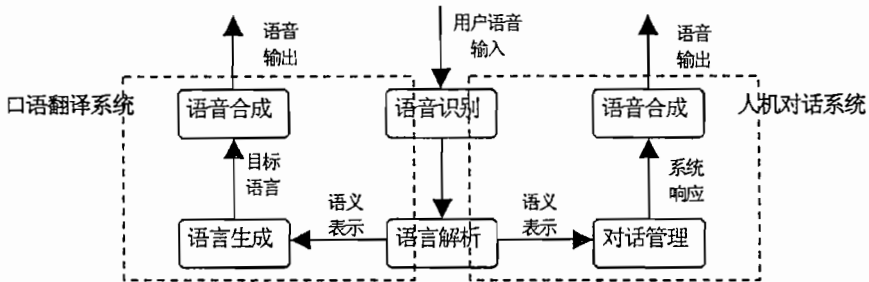 语音
输出
用户语音
输入
语音
输出
口语翻译系统
语音合成
语音识别
语音合成
人机对话系统
目标
语言
系统
响应
语义
表示
语义
表示
语言生成
语言解析
对话管理